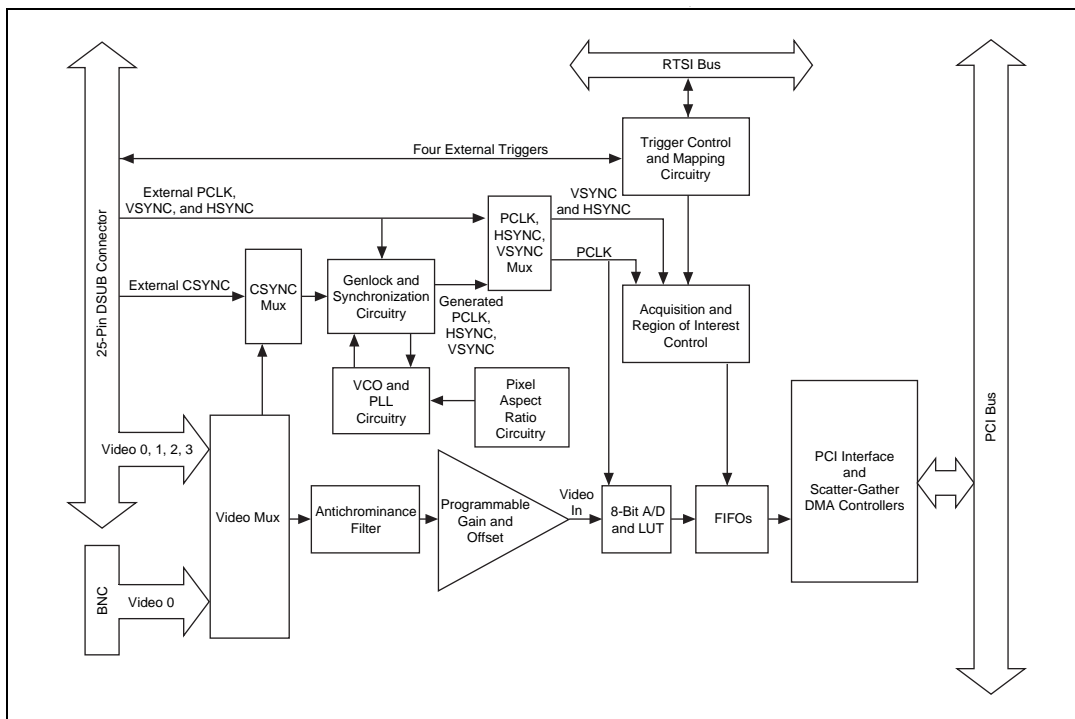 RTSI Bus
Four External Triggers
Trigger Control
and Mapping
Circuitry
25-Pin DSUB Connector
External PCLK,
VSYNC, and HSYNC
PCLK,
HSYNC,
VSYNC
Mux
VSYNC
and HSYNC
PCLK
External CSYNC
CSYNC
Mux
Genlock and
Synchronization
Circuitry
Generated
PCLK,
HSYNC,
VSYNC
Acquisition and
Region of Interest
Control
VCO and
PLL
Circuitry
Pixel
Aspect
Ratio
Circuitry
PCI Bus
Video 0, 1, 2, 3
Video Mux
Antichrominance
Filter
Programmable
Gain and
Offset
Video
In
8-Bit A/D
and LUT
FIFOs
PCI Interface
and
Scatter-Gather
DMA Controllers
BNC
Video 0